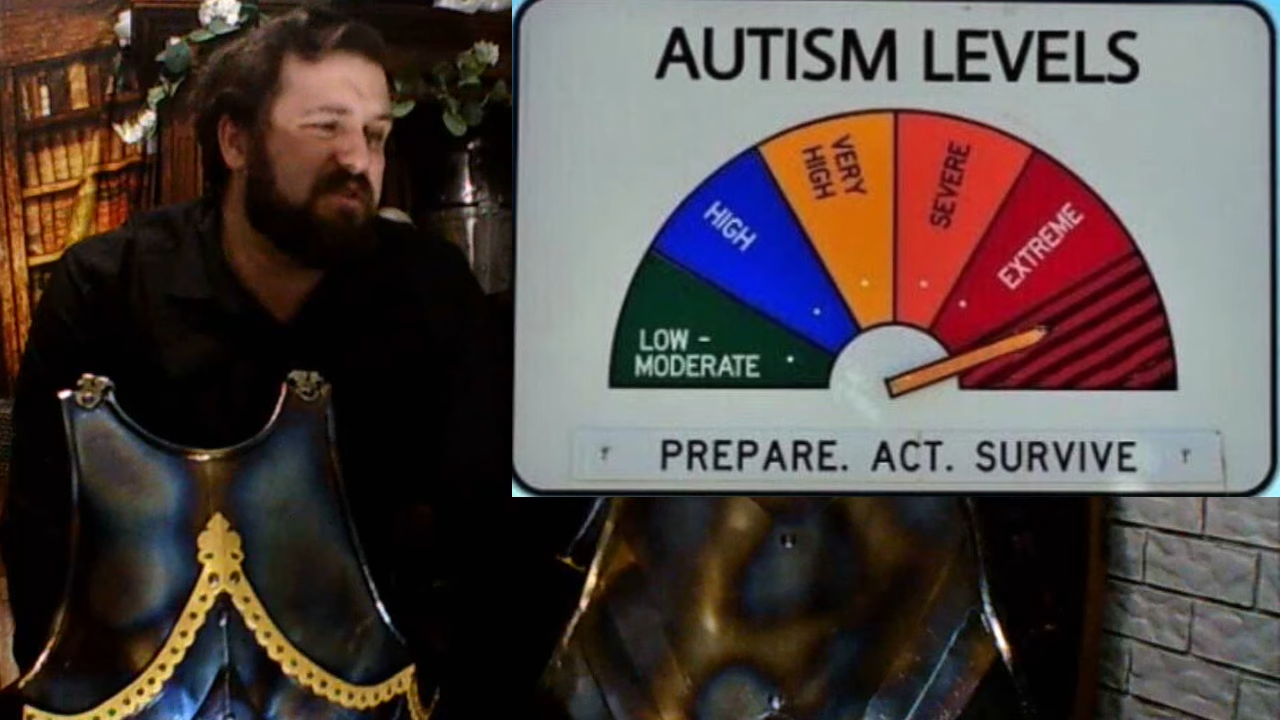 AUTISM LEVELS
LOW -
MODERATE
HIGH
VERY
HIGH
SEVERE
EXTREME
PREPARE. ACT. SURVIVE